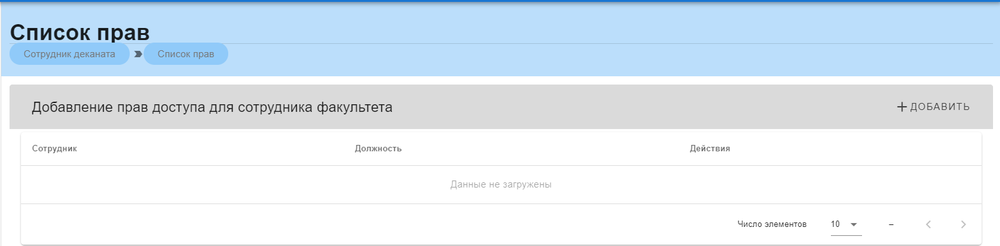 Список прав
Сотрудник деканата Список прав
Добавление прав доступа для сотрудника факультета ДОБАВИТЬ
Сотрудник Должность Действия
Данные не загружены
Число элементов 10 –